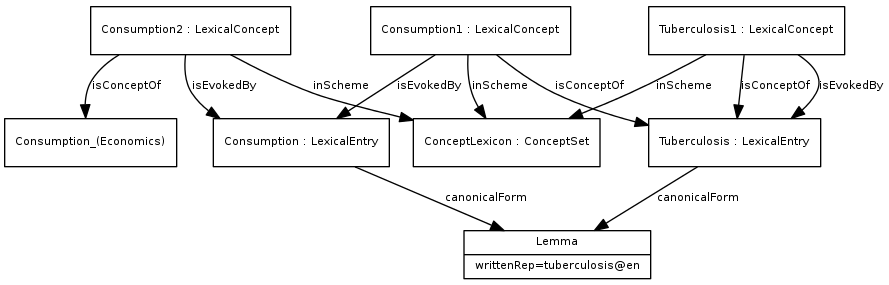 Consumption2 : LexicalConcept
Consumption1 : LexicalConcept
Tuberculosis1 : LexicalConcept
isConceptOf
isEvokedBy
inScheme
isEvokedBy
inScheme
isConceptOf
inScheme
isConceptOf
isEvokedBy
Consumption_(Economics)
Consumption : LexicalEntry
ConceptLexicon : ConceptSet
Tuberculosis : LexicalEntry
canonicalForm
canonicalForm
Lemma
writtenRep=tuberculosis@en